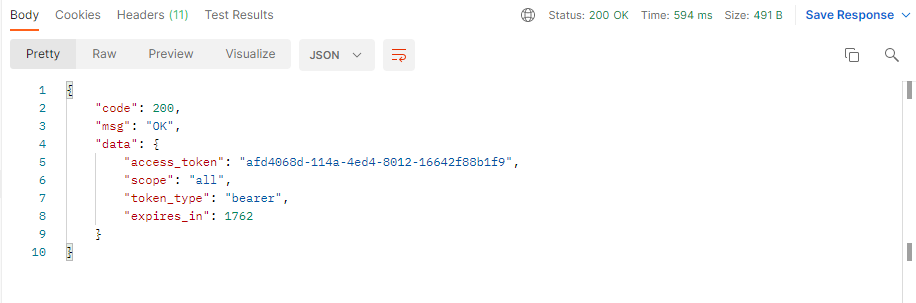 Body Cookies Headers (11) Test Results Status: 200 OK Time: 594 ms Size: 491 B Save Response
Pretty Raw Preview Visualize JSON
1 {
2 "code": 200,
3 "msg": "OK",
4 "data": {
5 "access_token": "afd4068d-114a-4ed4-8012-16642f88b1f9",
6 "scope": "all",
7 "token_type": "bearer",
8 "expires_in": 1762
9 }
10 }